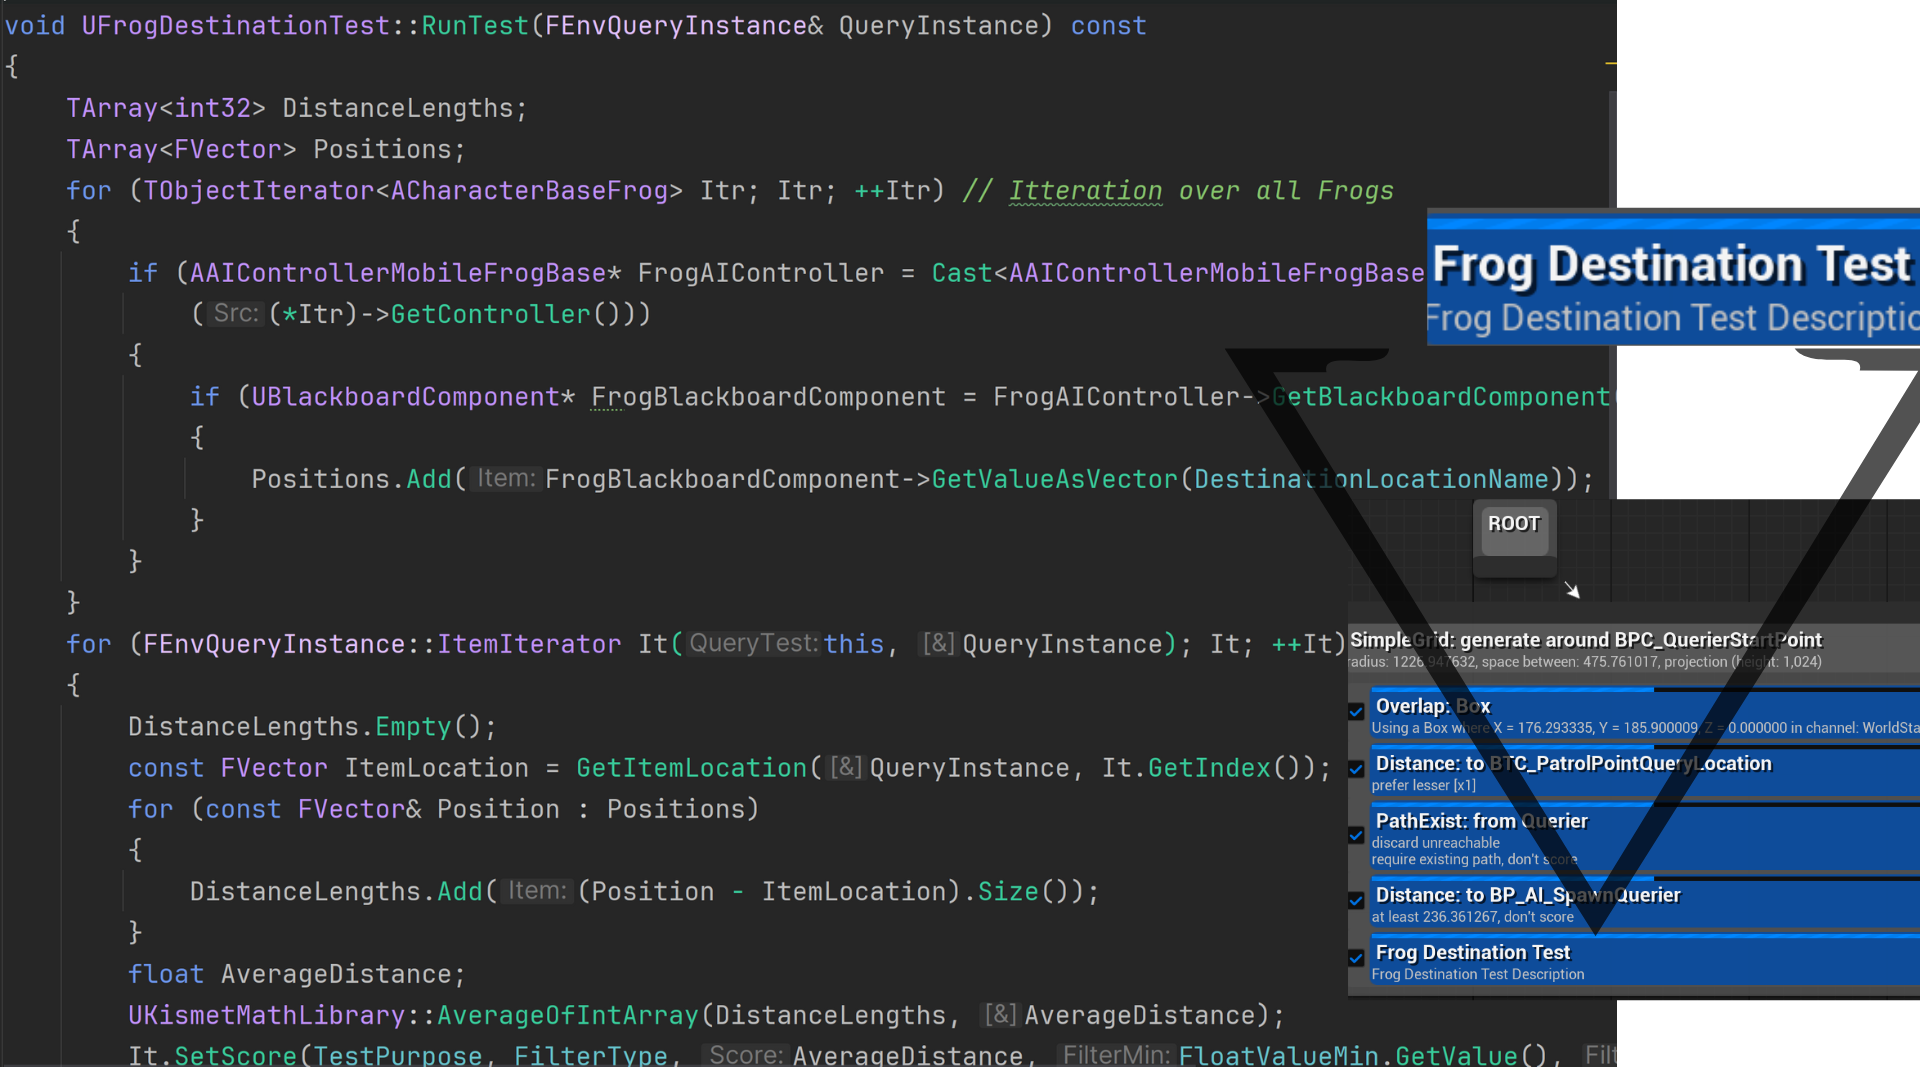 void UFrogDestinationTest::RunTest(FEnvQueryInstance& QueryInstance) const
{
TArray<int32> DistanceLengths;
TArray<FVector> Positions;
for (TObjectIterator<ACharacterBaseFrog> Itr; Itr; ++Itr) // Itteration over all Frogs
{
if (AAIControllerMobileFrogBase* FrogAIController = Cast<AAIControllerMobileFrogBase
(Src:(*Itr)->GetController()))
{
if (UBlackboardComponent* FrogBlackboardComponent = FrogAIController->GetBlackboardComponent
{
Positions.Add(Item:FrogBlackboardComponent->GetValueAsVector(DestinationLocationName));
}
}
}
for (FEnvQueryInstance::ItemIterator It(QueryTest:this, [&]QueryInstance); It; ++It)
{
DistanceLengths.Empty();
const FVector ItemLocation = GetItemLocation([&]QueryInstance, It.GetIndex());
for (const FVector& Position : Positions)
{
DistanceLengths.Add(Item:(Position - ItemLocation).Size());
}
float AverageDistance;
UKismetMathLibrary::AverageOfIntArray(DistanceLengths, [&]AverageDistance);
It.SetScore(TestPurpose, FilterType, Score:AverageDistance, FilterMin:FloatValueMin.GetValue(), Filt
Frog Destination Test
Frog Destination Test Descriptio
ROOT
SimpleGrid: generate around BPC_QuerierStartPoint
radius: 1226.947632, space between: 475.761017, projection (height: 1,024)
Overlap: Box
Using a Box where X = 176.293335, Y = 185.900009, Z = 0.000000 in channel: WorldSta
Distance: to BTC_PatrolPointQueryLocation
prefer lesser [x1]
PathExist: from Querier
discard unreachable
require existing path, don't score
Distance: to BP_AI_SpawnQuerier
at least 236.361267, don't score
Frog Destination Test
Frog Destination Test Description